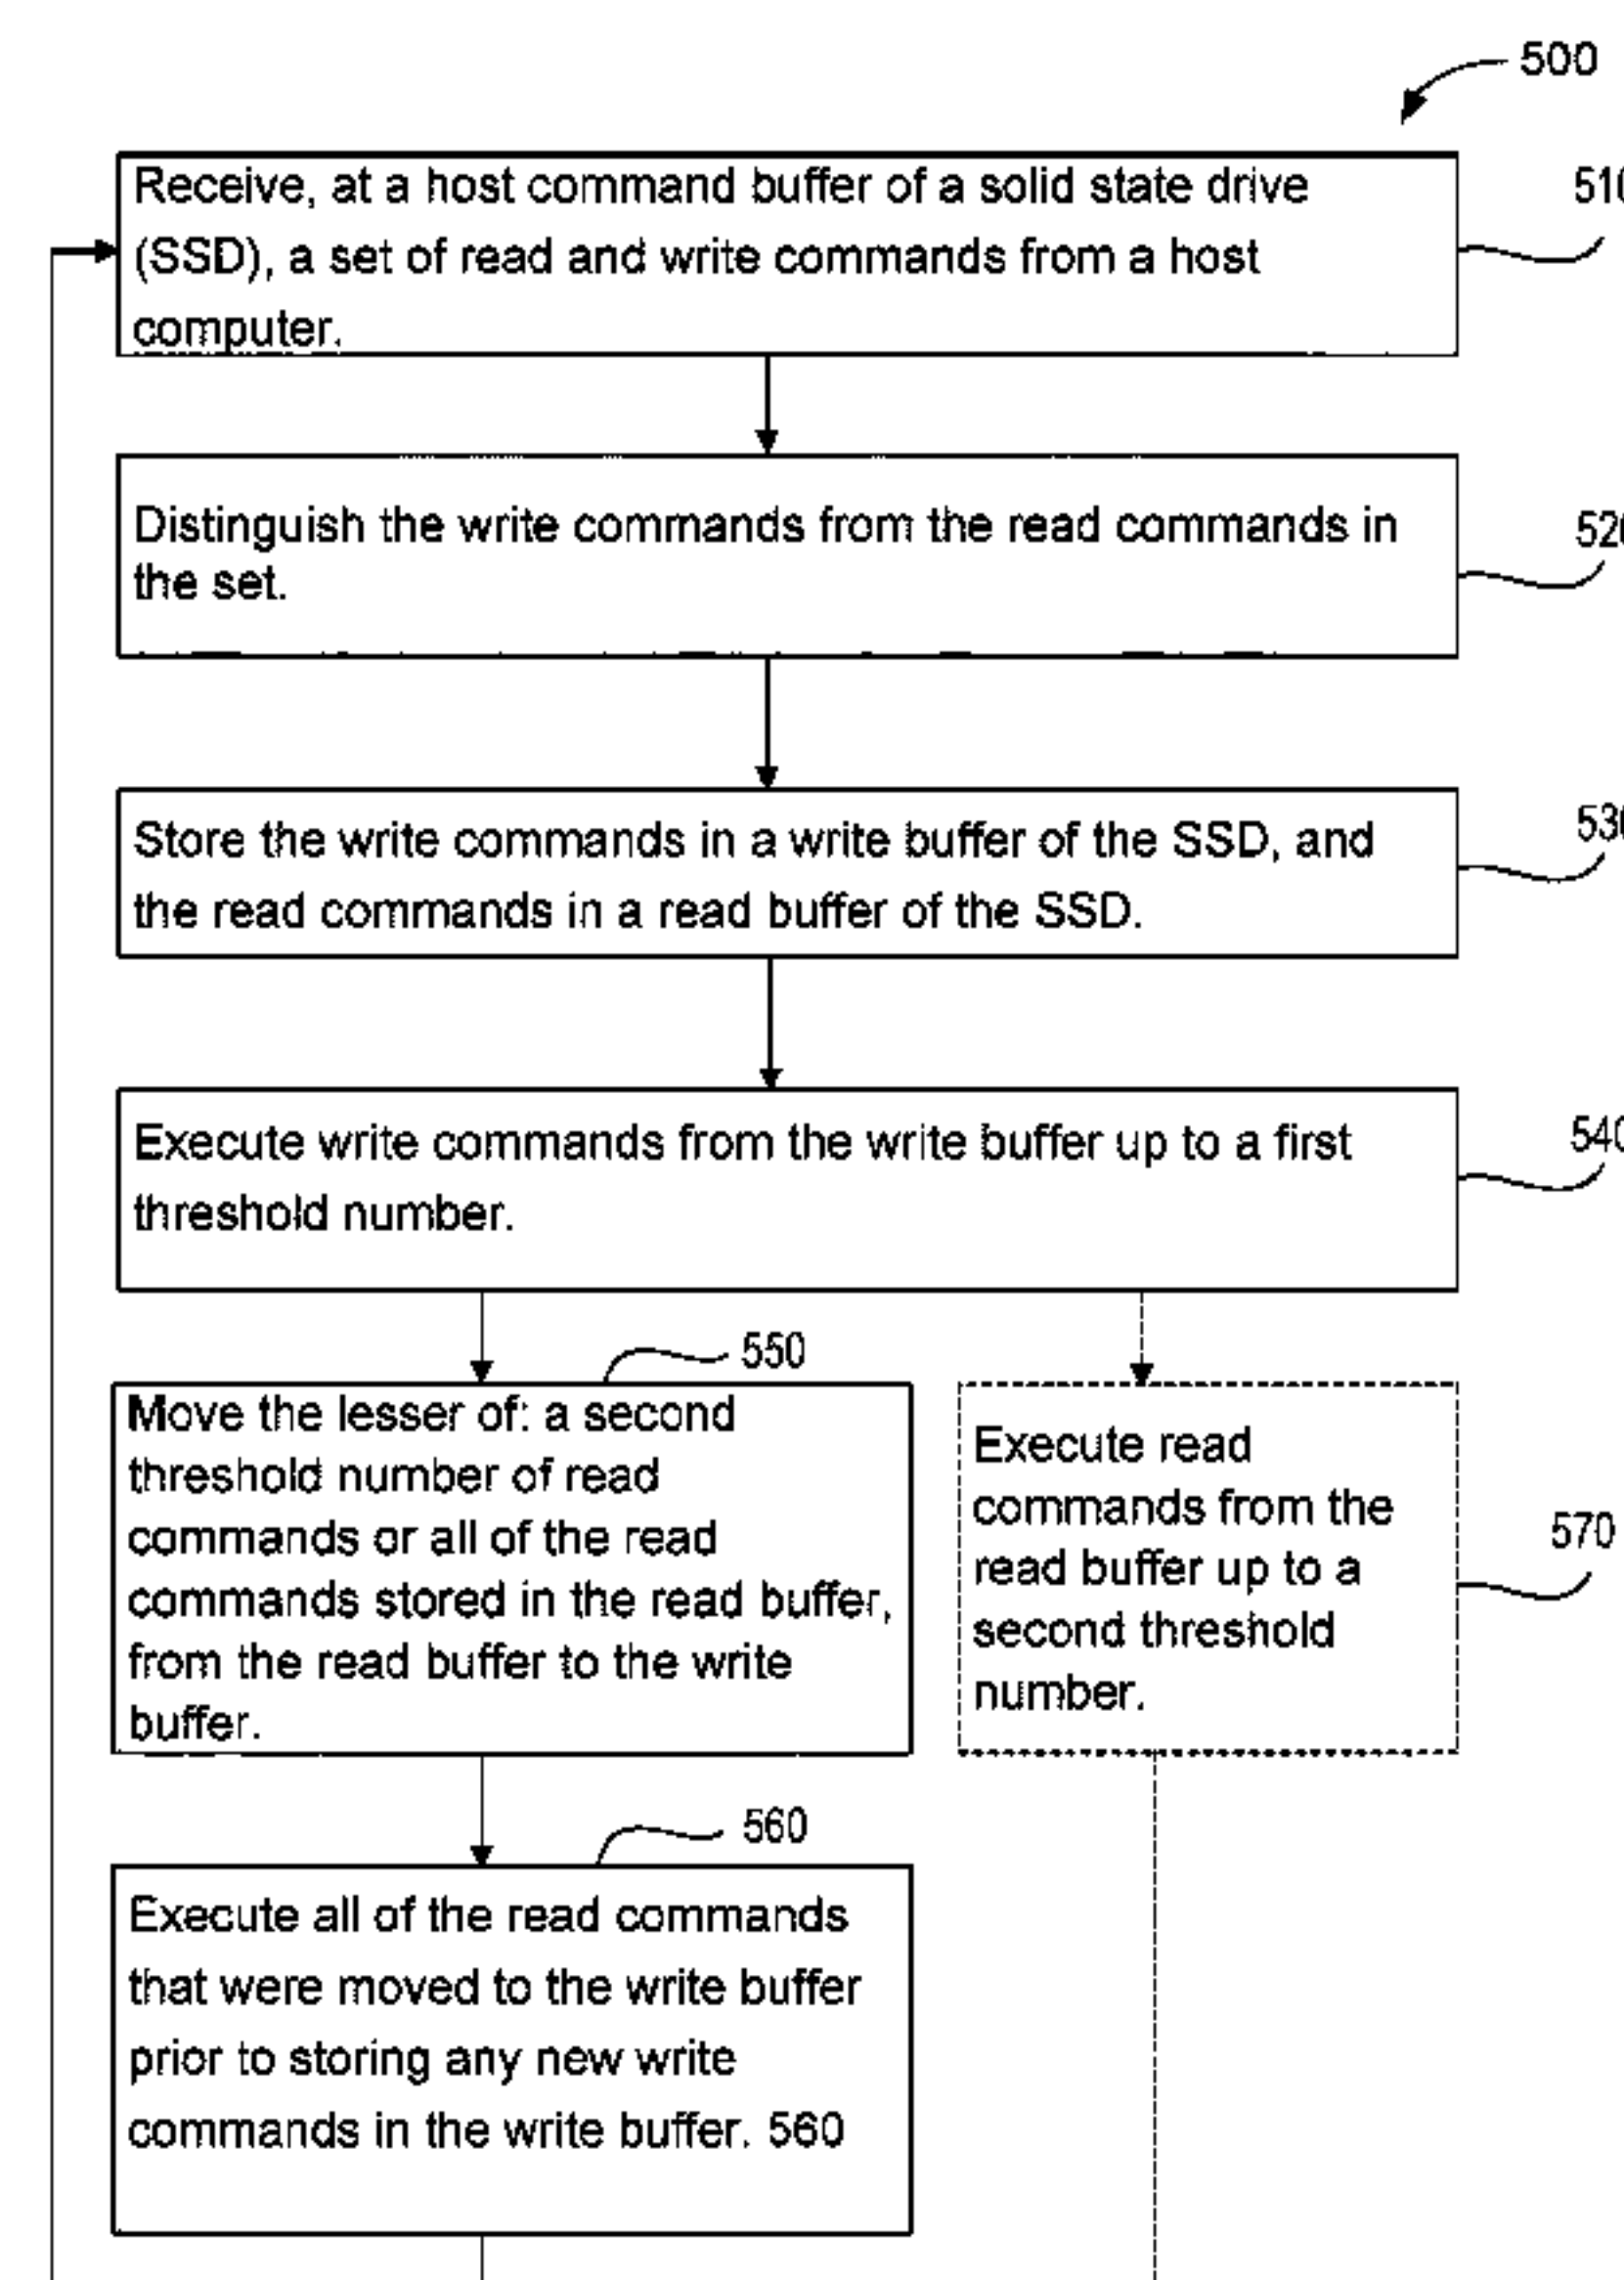 500
Receive, at a host command buffer of a solid state drive
(SSD), a set of read and write commands from a host
computer.
510
Distinguish the write commands from the read commands in
the set.
520
Store the write commands in a write buffer of the SSD, and
the read commands in a read buffer of the SSD.
530
Execute write commands from the write buffer up to a first
threshold number.
540
550
Move the lesser of: a second
threshold number of read
commands or all of the read
commands stored in the read buffer,
from the read buffer to the write
buffer.
Execute read
commands from the
read buffer up to a
second threshold
number.
570
560
Execute all of the read commands
that were moved to the write buffer
prior to storing any new write
commands in the write buffer. 560